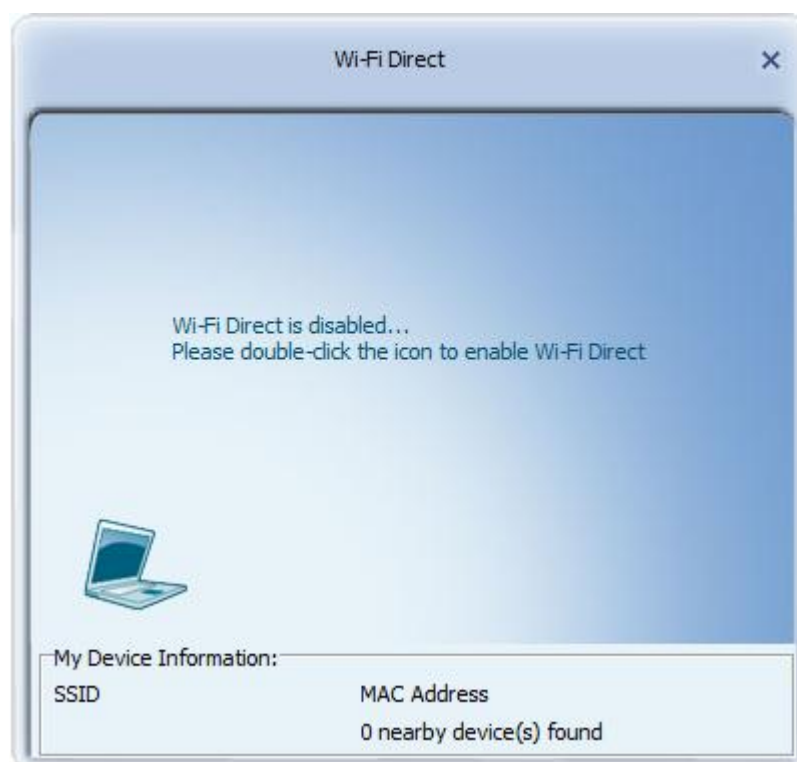 Wi-Fi Direct
Wi-Fi Direct is disabled...
Please double-click the icon to enable Wi-Fi Direct
My Device Information:
SSID MAC Address
0 nearby device(s) found